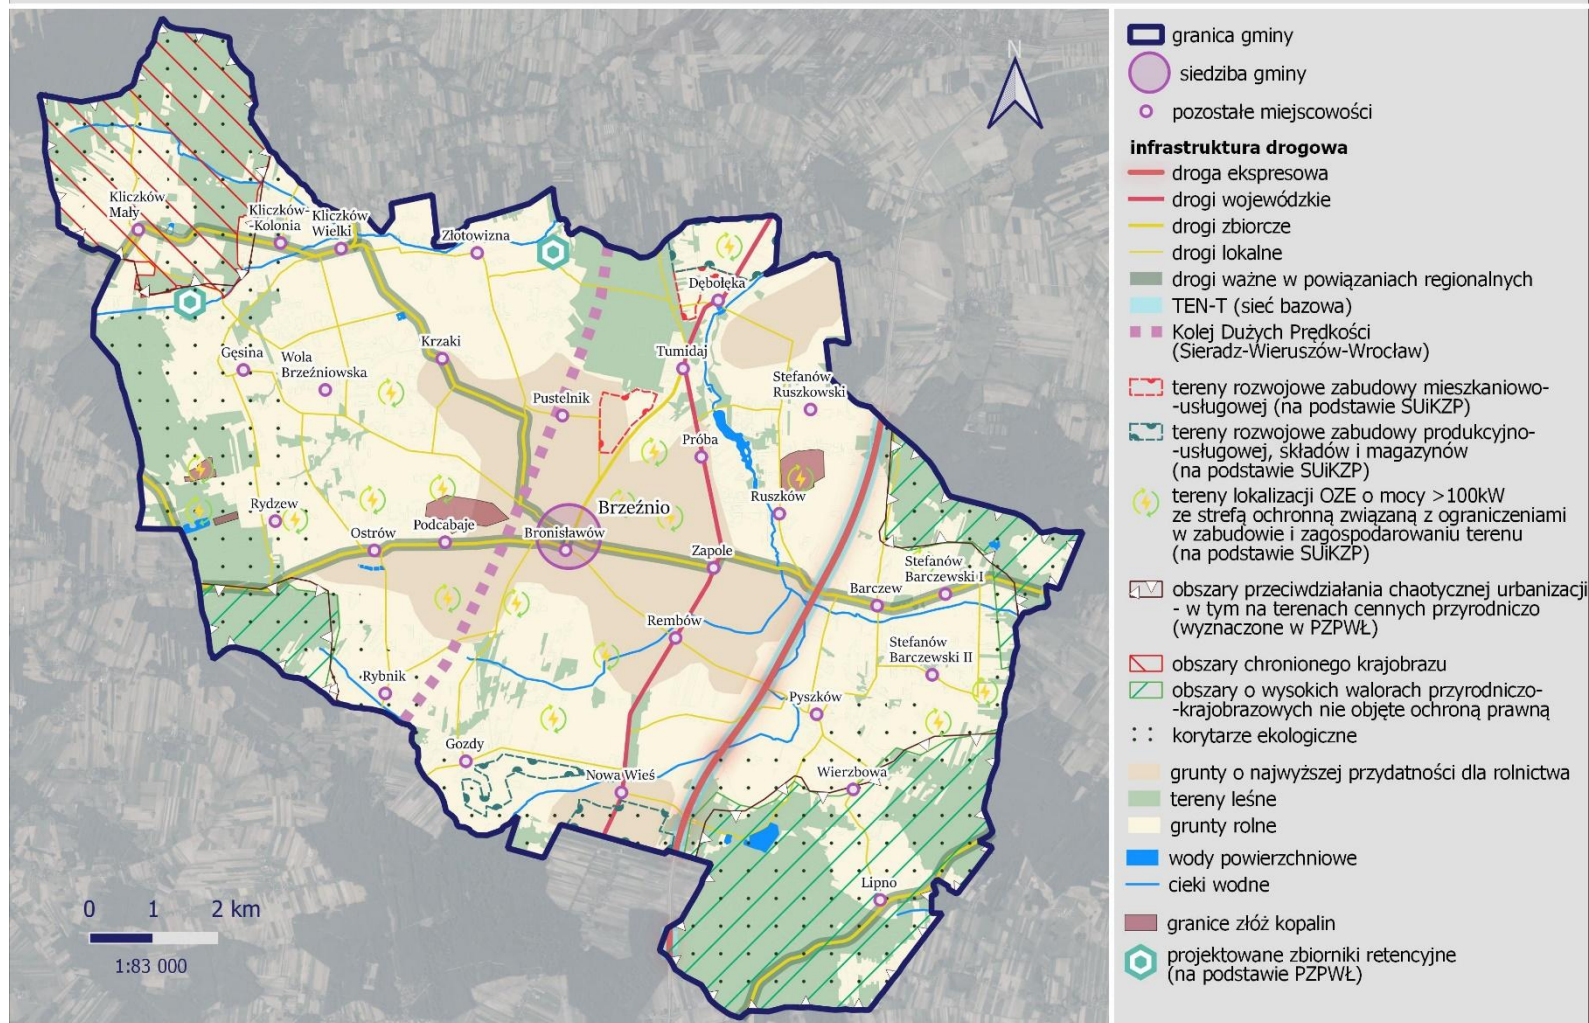 N
Kliczków
Mały
Kliczków-
-Kolonia
Kliczków
Wielki
Złotowizna
Dębołęka
Gęsina
Wola
Brzeźniowska
Krzaki
Tumidaj
Pustelnik
Stefanów
Ruszkowski
Próba
Rydzew
Ostrów
Podcabaje
Brzeźnio
Bronisławów
Ruszków
Zapole
Stefanów
Barczewski I
Barczew
Rembów
Stefanów
Barczewski II
Rybnik
Pyszków
Gozdy
Nowa Wieś
Wierzbowa
Lipno
0 1 2 km
1:83 000
granica gminy
siedziba gminy
pozostałe miejscowości
infrastruktura drogowa
droga ekspresowa
drogi wojewódzkie
drogi zbiorcze
drogi lokalne
drogi ważne w powiązaniach regionalnych
TEN-T (sieć bazowa)
Kolej Dużych Prędkości
(Sieradz-Wieruszów-Wrocław)
tereny rozwojowe zabudowy mieszkaniowo-
-usługowej (na podstawie SUiKZP)
tereny rozwojowe zabudowy produkcyjno-
-usługowej, składów i magazynów
(na podstawie SUiKZP)
tereny lokalizacji OZE o mocy >100kW
ze strefą ochronną związaną z ograniczeniami
w zabudowie i zagospodarowaniu terenu
(na podstawie SUiKZP)
obszary przeciwdziałania chaotycznej urbanizacji
- w tym na terenach cennych przyrodniczo
(wyznaczone w PZPWŁ)
obszary chronionego krajobrazu
obszary o wysokich walorach przyrodniczo-
-krajobrazowych nie objęte ochroną prawną
korytarze ekologiczne
grunty o najwyższej przydatności dla rolnictwa
tereny leśne
grunty rolne
wody powierzchniowe
cieki wodne
granice złóż kopalin
projektowane zbiorniki retencyjne
(na podstawie PZPWŁ)